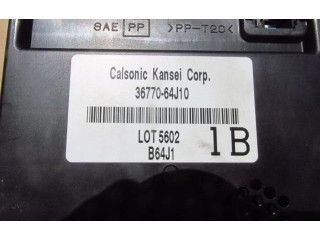 SAE PP >PP-T20<
Calsonic Kansei Corp.
36770-64J10
LOT 5602
B64J1
1B